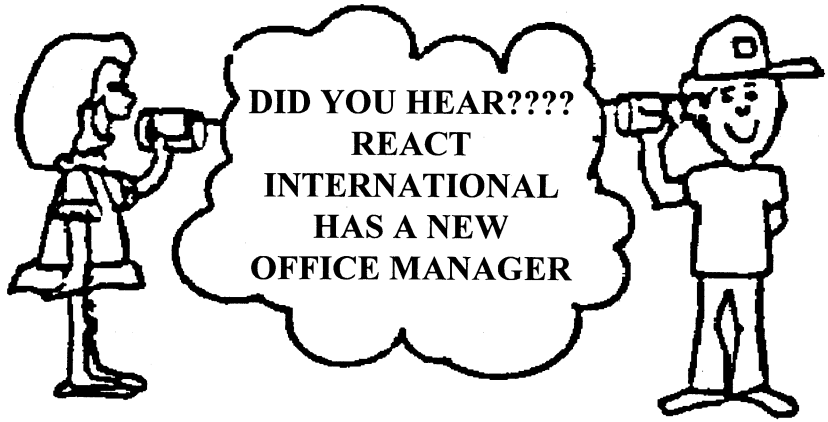 DID YOU HEAR????
REACT
INTERNATIONAL
HAS A NEW
OFFICE MANAGER